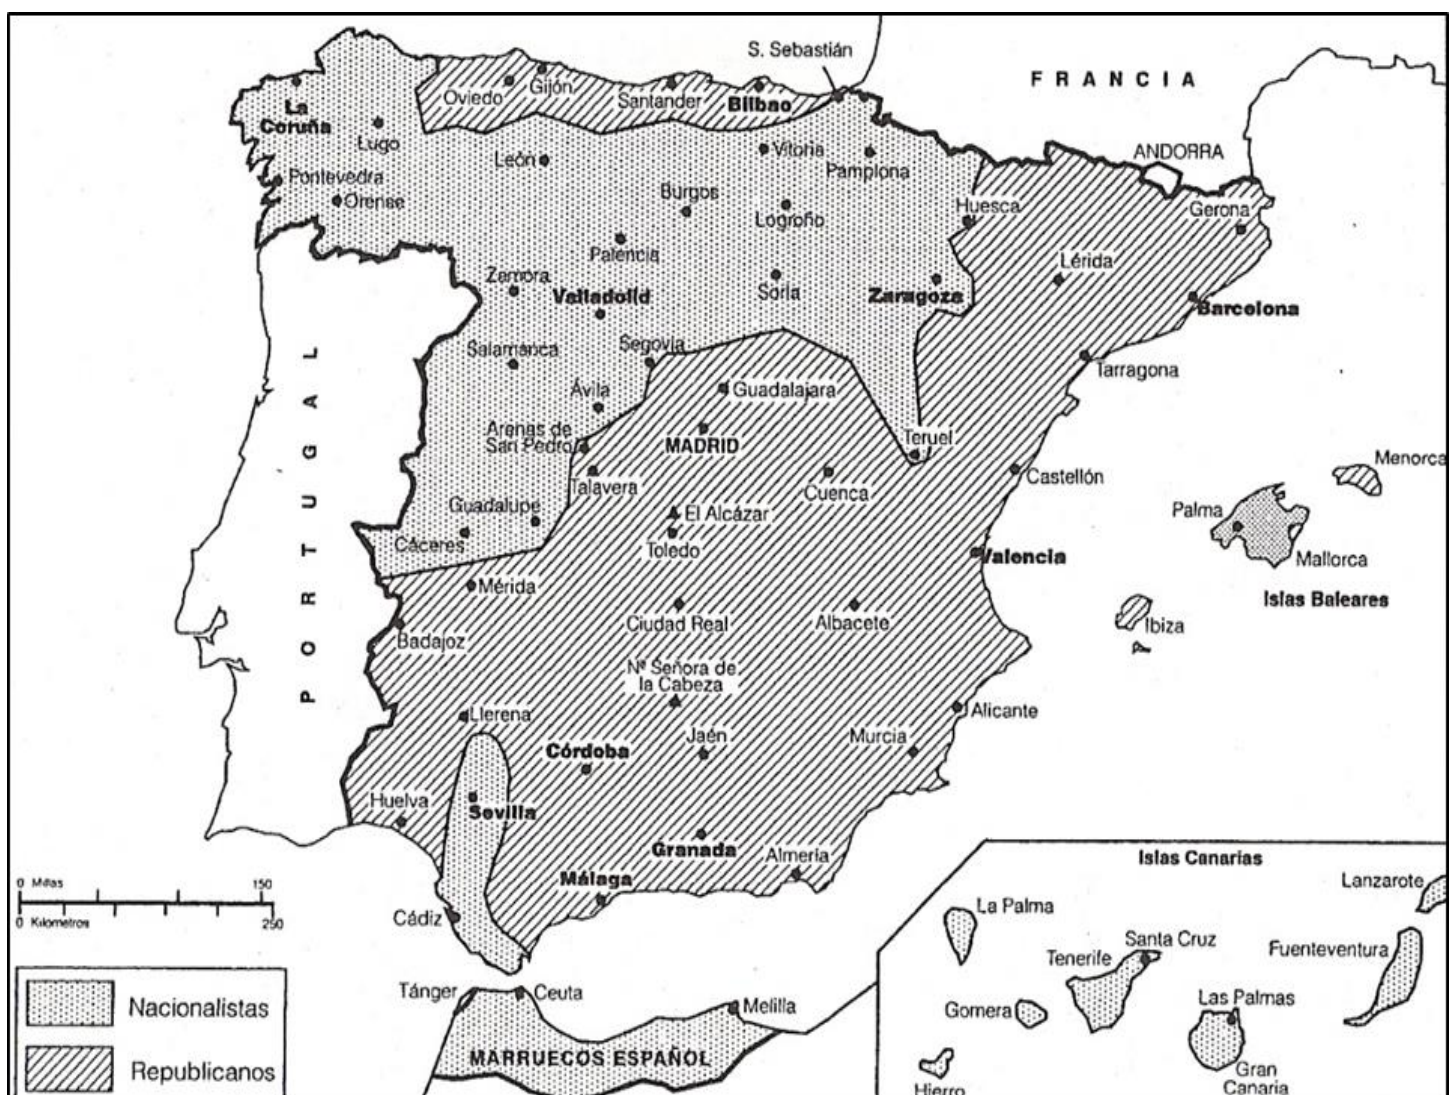 S. Sebastián
FRANCIA
Oviedo
Gijón
Santander
Bilbao
La
Coruña
Lugo
León
Vitoria
Pamplona
ANDORRA
Pontevedra
Orense
Burgos
Logroño
Huesca
Gerona
Palencia
Lérida
Zamora
Valladolid
Soria
Zaragoza
Barcelona
Salamanca
Segovia
Tarragona
Ávila
Guadalajara
Arenas de
San Pedro
MADRID
Teruel
Talavera
Cuenca
Castellón
Menorca
PORTUGAL
Guadalupe
El Alcázar
Palma
Cáceres
Toledo
Valencia
Mallorca
Mérida
Islas Baleares
Badajoz
Ciudad Real
Albacete
Ibiza
Nª Señora de
la Cabeza
Llerena
Alicante
Córdoba
Jaén
Murcia
Huelva
Sevilla
Granada
Almería
Málaga
Cádiz
0 Millas 150
0 Kilometros 250
Islas Canarias
Lanzarote
La Palma
Santa Cruz
Tenerife
Fuenteventura
Gomera
Las Palmas
Gran
Canaria
Hierro
Tánger
Ceuta
Melilla
MARRUECOS ESPAÑOL
Nacionalistas
Republicanos